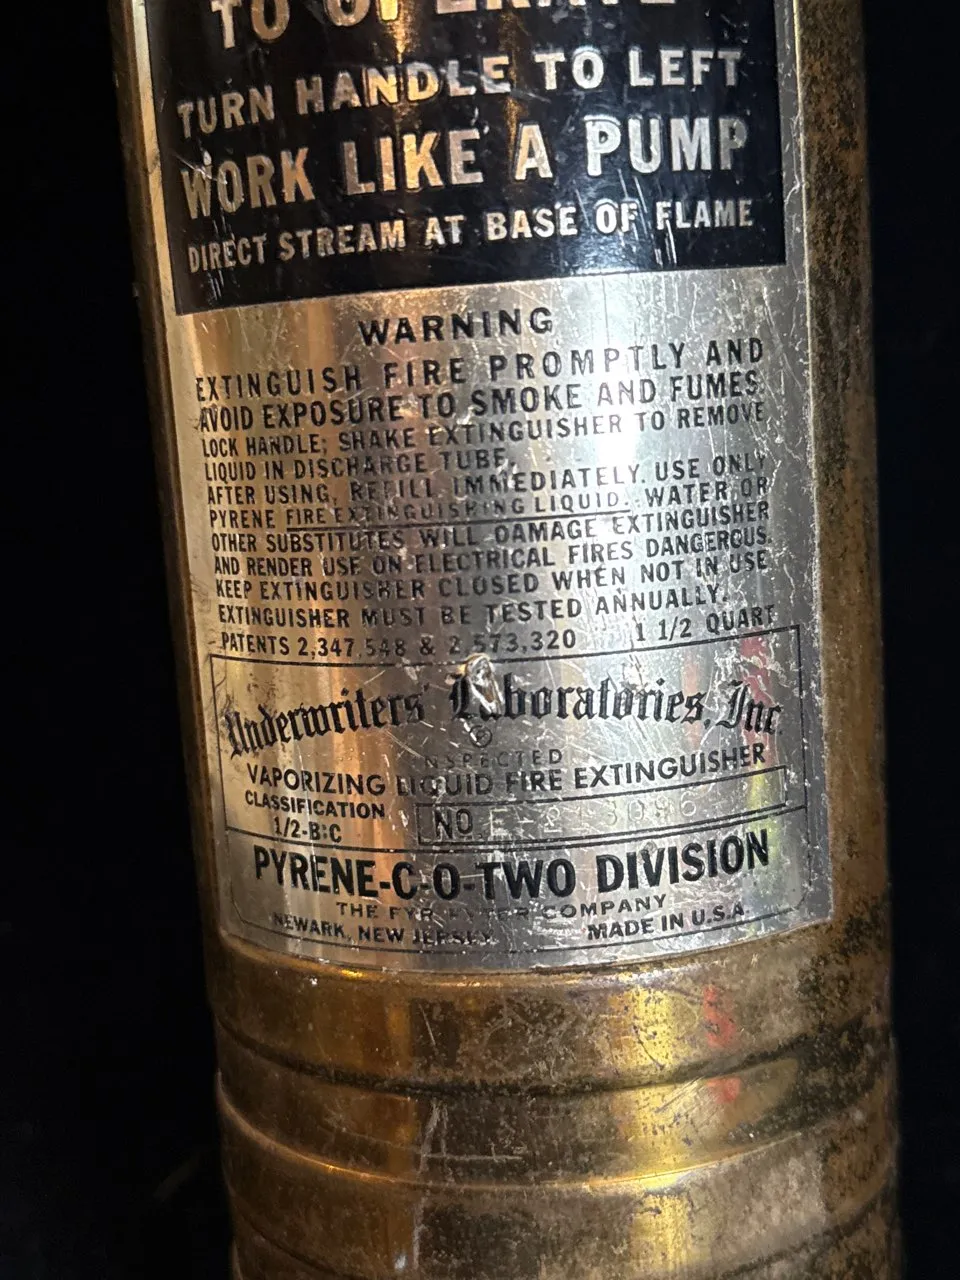 TO OPERATE
TURN HANDLE TO LEFT
WORK LIKE A PUMP
DIRECT STREAM AT BASE OF FLAME
WARNING
EXTINGUISH FIRE PROMPTLY AND
AVOID EXPOSURE TO SMOKE AND FUMES.
LOCK HANDLE; SHAKE EXTINGUISHER TO REMOVE
LIQUID IN DISCHARGE TUBE.
AFTER USING, REFILL IMMEDIATELY. USE ONLY
PYRENE FIRE EXTINGUISHING LIQUID. WATER OR
OTHER SUBSTITUTES WILL DAMAGE EXTINGUISHER
AND RENDER USE ON ELECTRICAL FIRES DANGEROUS.
KEEP EXTINGUISHER CLOSED WHEN NOT IN USE
EXTINGUISHER MUST BE TESTED ANNUALLY.
PATENTS 2,347,548 & 2,573,320 1 1/2 QUART
Underwriters' Laboratories, Inc.
®
INSPECTED
VAPORIZING LIQUID FIRE EXTINGUISHER
CLASSIFICATION
1/2-B:C
NO
PYRENE-C-O-TWO DIVISION
THE FYR-FYTER COMPANY
NEWARK, NEW JERSEY MADE IN U.S.A.